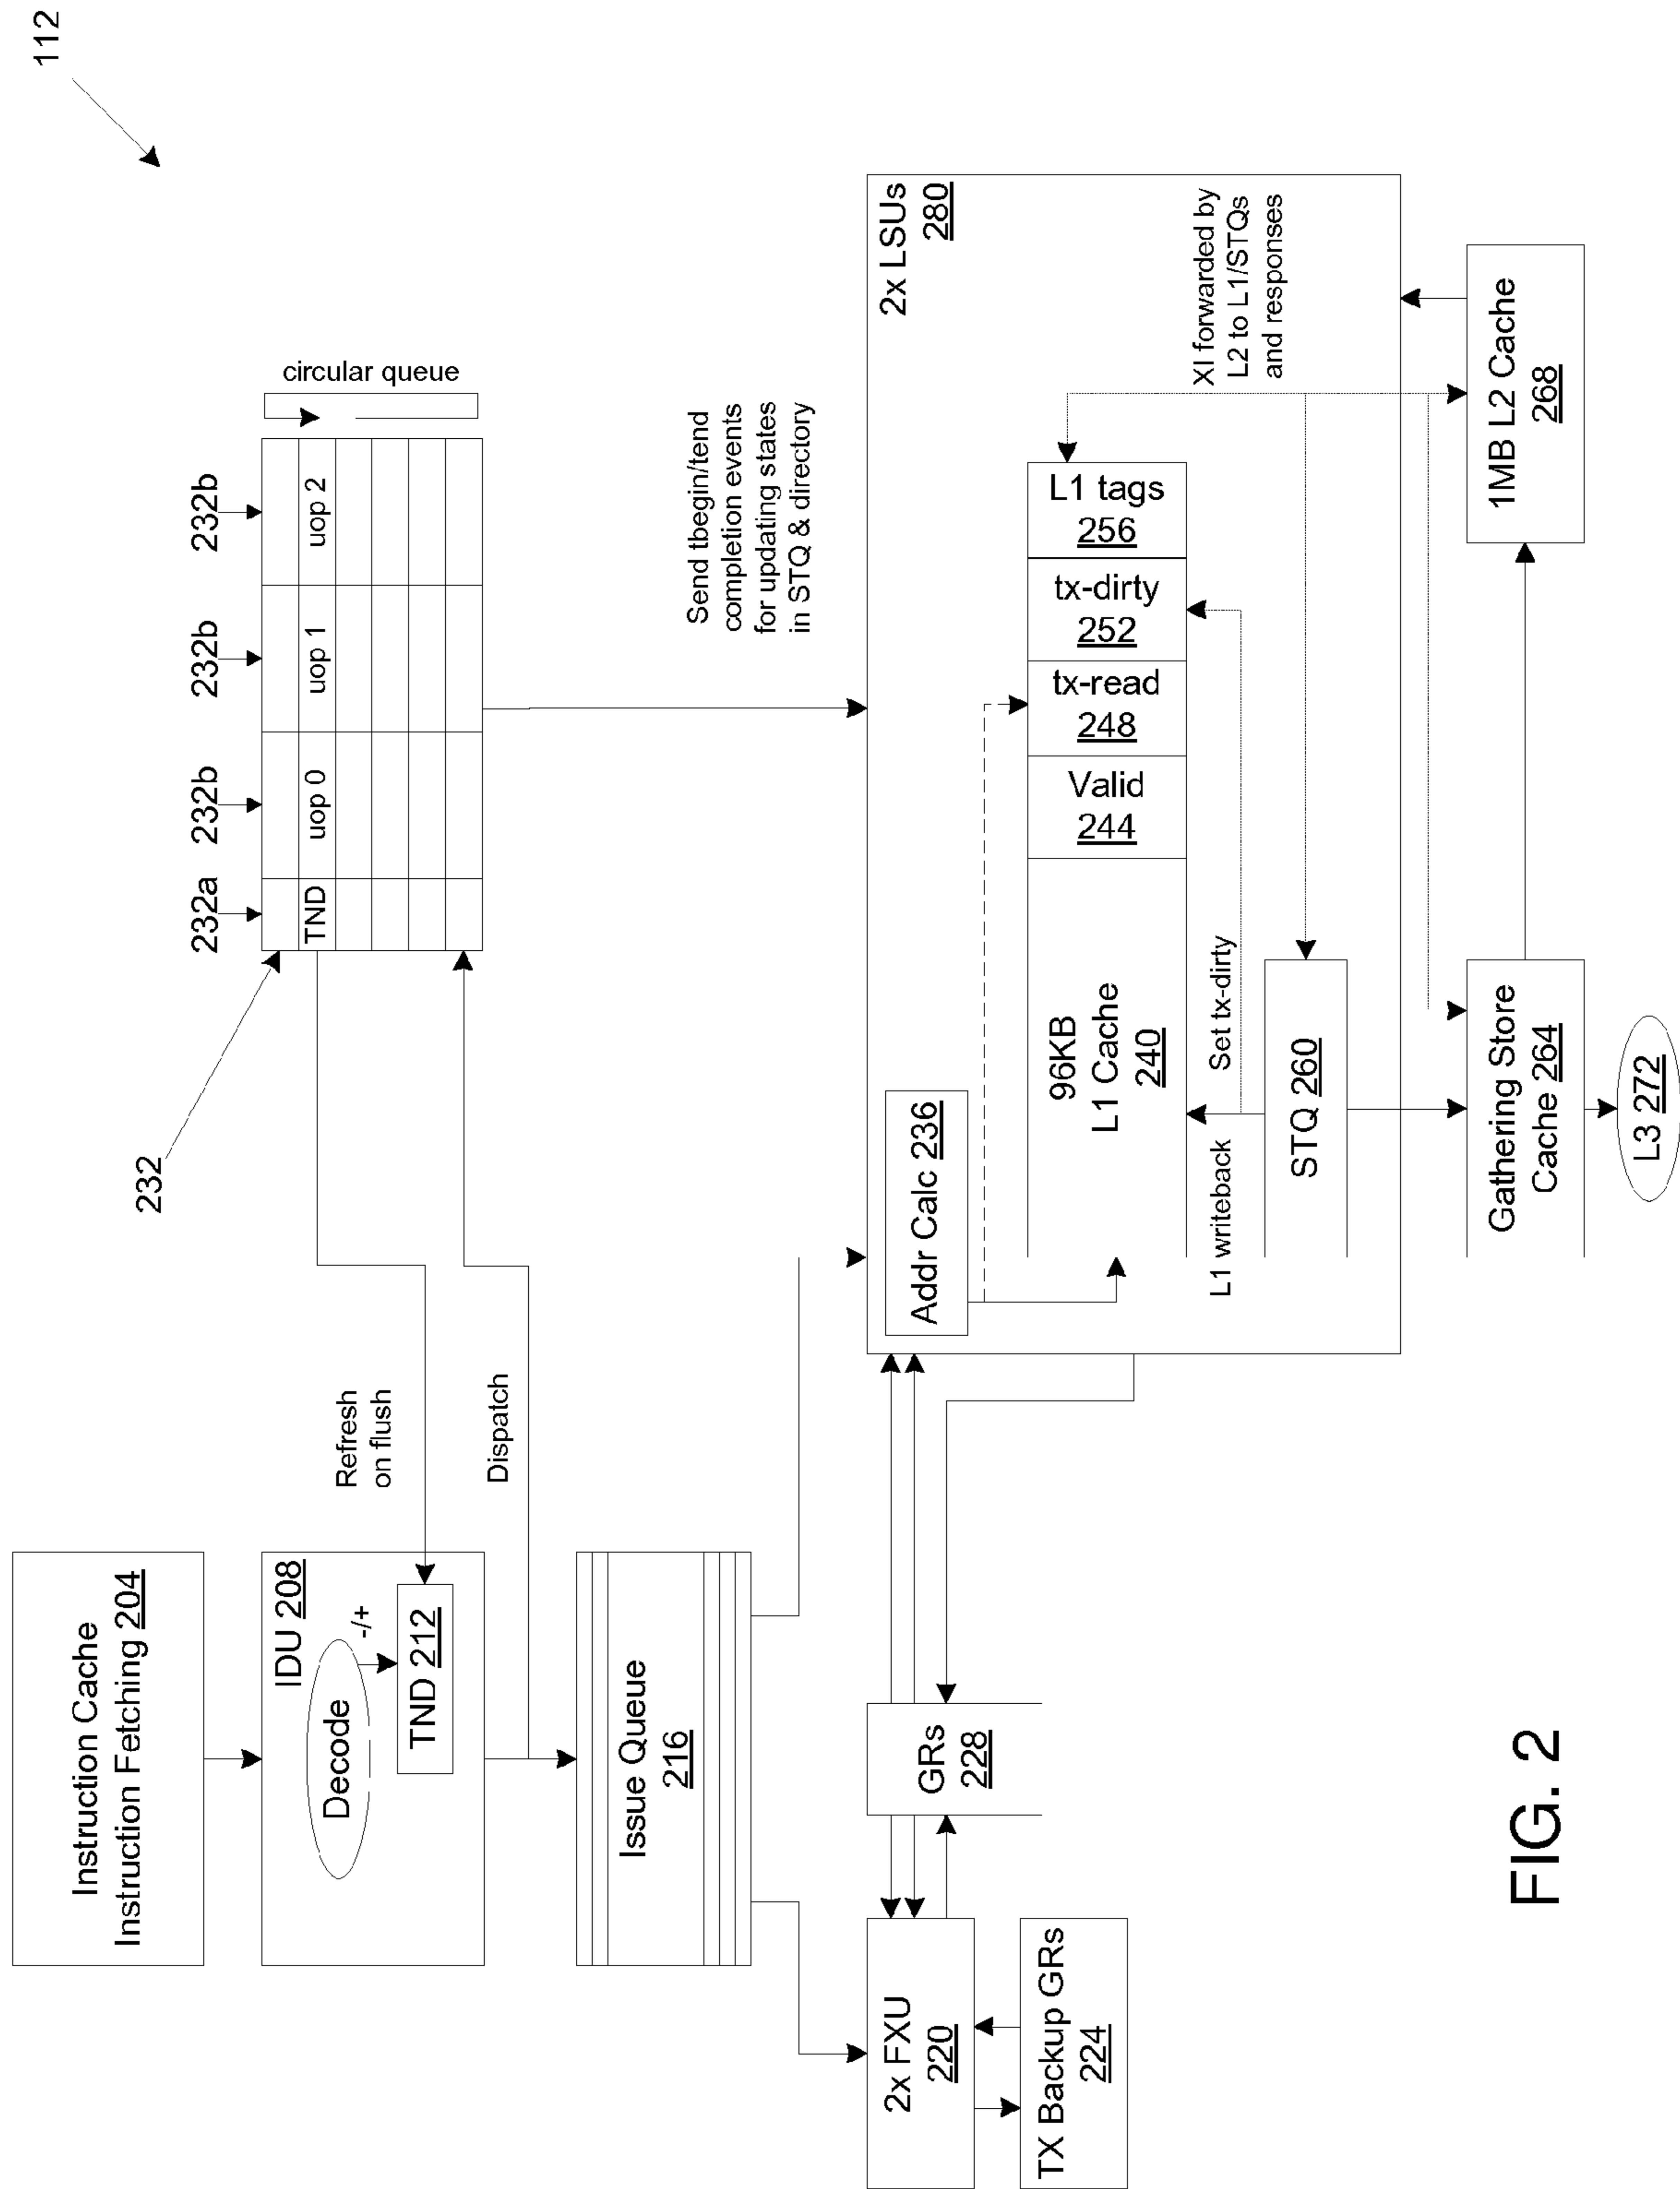 112
Instruction Cache
Instruction Fetching 204
IDU 208
Decode
-/+
TND 212
Refresh
on flush
Dispatch
Issue Queue
216
232
232a
232b
232b
232b
TND
uop 0
uop 1
uop 2
circular queue
Send tbegin/tend
completion events
for updating states
in STQ & directory
2x FXU
220
TX Backup GRs
224
GRs
228
2x LSUs
280
Addr Calc 236
96KB
L1 Cache
240
Valid
244
tx-read
248
tx-dirty
252
L1 tags
256
L1 writeback
Set tx-dirty
STQ 260
XI forwarded by
L2 to L1/STQs
and responses
Gathering Store
Cache 264
1MB L2 Cache
268
L3 272
FIG. 2